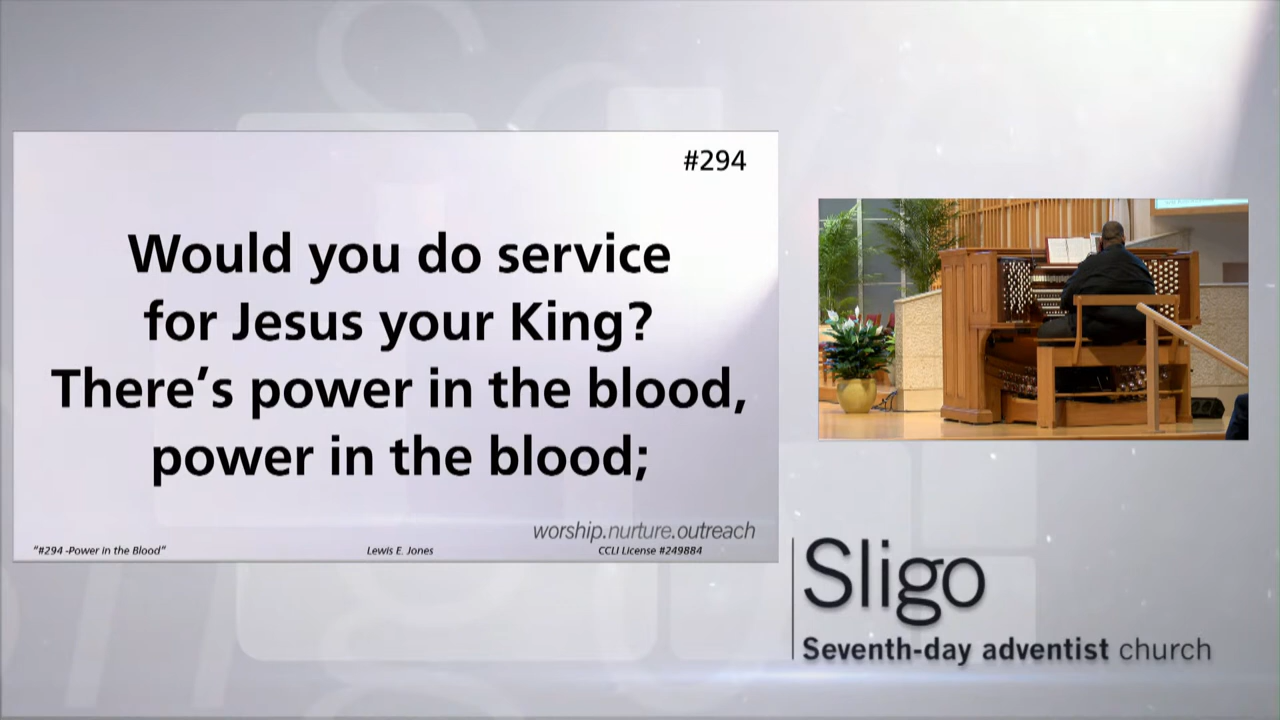 #294
Would you do service
for Jesus your King?
There’s power in the blood,
power in the blood;
worship.nurture.outreach
"#294 -Power in the Blood"
Lewis E. Jones
CCLI License #249884
Sligo
Seventh-day adventist church